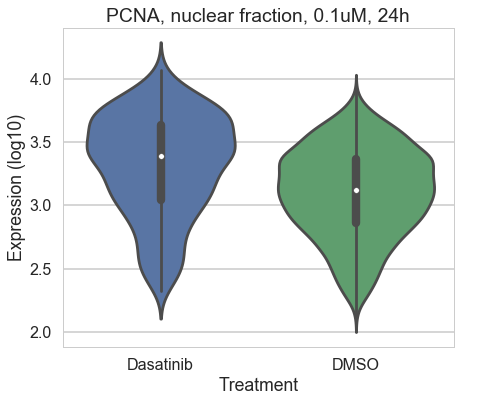 PCNA, nuclear fraction, 0.1uM, 24h
4.0
3.5
3.0
2.5
2.0
Expression (log10)
Dasatinib
DMSO
Treatment